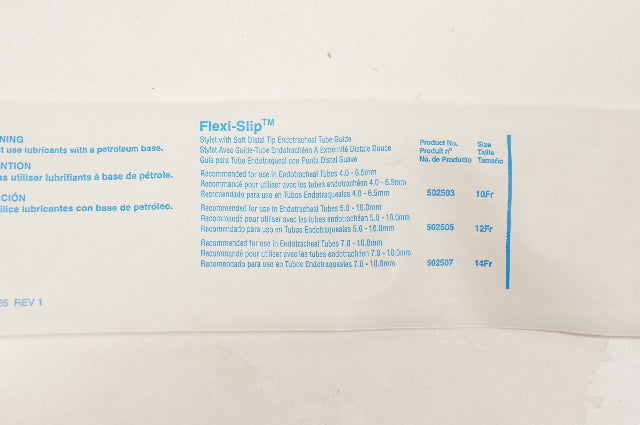 NING
t use lubricants with a petroleum base.
NTION
ns utiliser lubrifiants à base de pétrole.
CIÓN
ilice lubricantes con base de petróleo.
26 REV 1
Flexi-Slip™
Stylet with Soft Distal Tip Endotracheal Tube Guide
Stylet Avec Guide-Tube Endotrachéen A Extrémité Distale Douce
Guia para Tubo Endotraqueal con Punta Distal Suave
Product No. Size
Produit nº Taille
No. de Producto Tamaño
Recommended for use in Endotracheal Tubes 4.0 - 6.5mm
Recommandé pour utiliser avec les tubes endotrachéen 4.0 - 6.5mm
Recomendado para uso en Tubos Endotraqueales 4.0 - 6.5mm 502503 10Fr
Recommended for use in Endotracheal Tubes 5.0 - 10.0mm
Recommandé pour utiliser avec les tubes endotrachéen 5.0 - 10.0mm
Recomendado para uso en Tubos Endotraqueales 5.0 - 10.0mm 502505 12Fr
Recommended for use in Endotracheal Tubes 7.0 - 10.0mm
Recommandé pour utiliser avec les tubes endotrachéen 7.0 - 10.0mm
Recomendado para uso en Tubos Endotraqueales 7.0 - 10.0mm 502507 14Fr